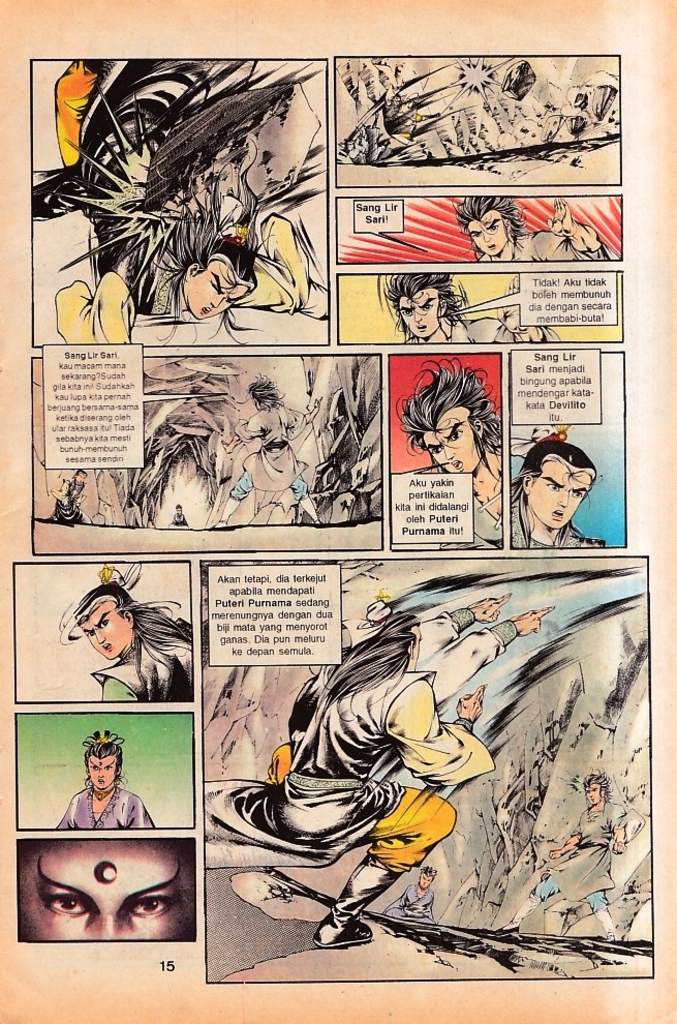 Sang Lir
Sari!
Tidak! Aku tidak
boleh membunuh
dia dengan secara
membabi-buta!
Sang Lir Sari,
kau macam mana
sekarang?Sudah
gila kita ini! Sudahkah
kau lupa kita pernah
berjuang bersama-sama
ketika diserang oleh
ular raksasa itu! Tiada
sebabnya kita mesti
bunuh-membunuh
sesama sendiri
Aku yakin
pertikaian
kita ini didalangi
oleh Puteri
Purnama itu!
Sang Lir
Sari menjadi
bingung apabila
mendengar kata-
kata Devilito
itu.
Akan tetapi, dia terkejut
apabila mendapati
Puteri Purnama sedang
merenungnya dengan dua
biji mata yang menyorot
ganas. Dia pun meluru
ke depan semula.
15